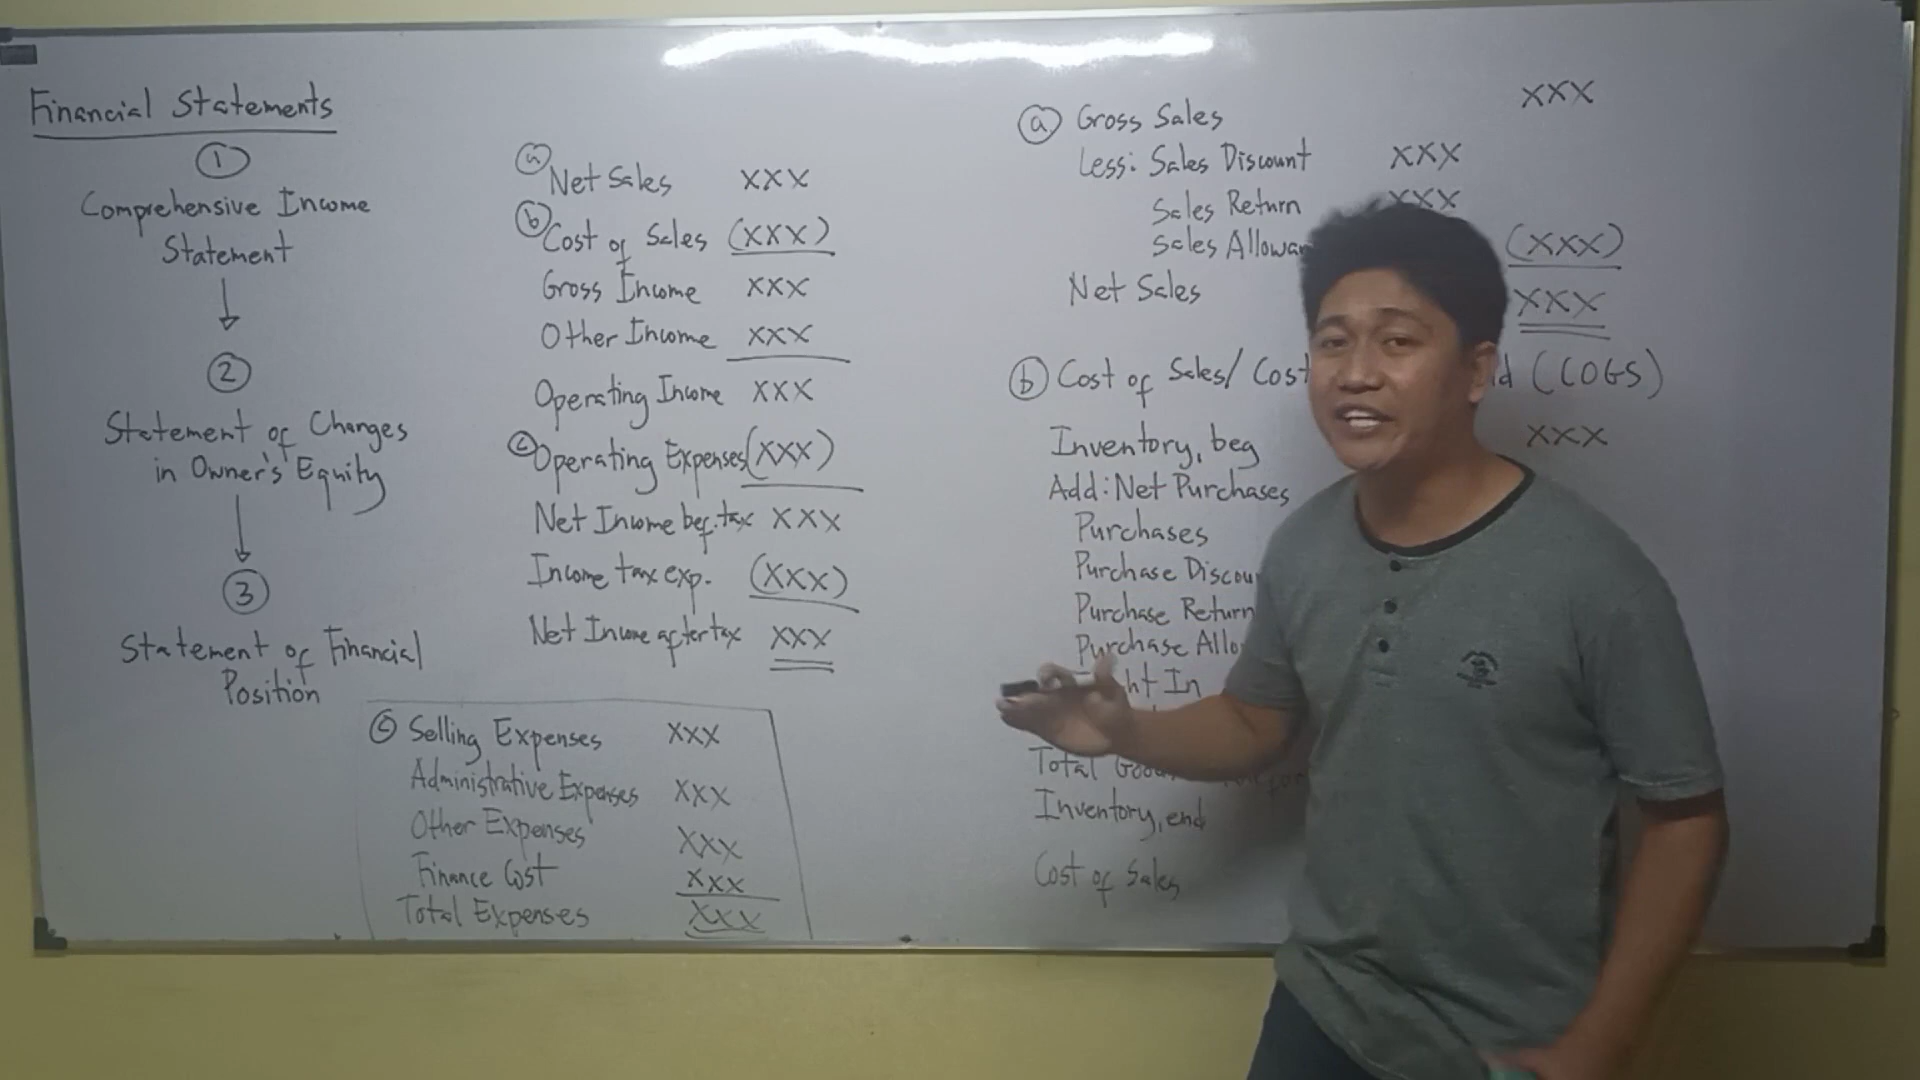 Financial Statements
①
Comprehensive Income
Statement
②
Statement of Changes
in Owner's Equity
③
Statement of Financial
Position
ⓐ Net Sales XXX
ⓑ Cost of Sales (XXX)
Gross Income XXX
Other Income XXX
Operating Income XXX
ⓒ Operating Expenses (XXX)
Net Income bef. tax XXX
Income tax exp. (XXX)
Net Income after tax XXX
ⓒ Selling Expenses XXX
Administrative Expenses XXX
Other Expenses XXX
Finance Cost XXX
Total Expenses XXX
ⓐ Gross Sales XXX
Less: Sales Discount XXX
Sales Return XXX
Sales (XXX)
Net Sales XXX
ⓑ Cost of Sales/ Cost (COGS)
Inventory, beg XXX
Add: Net Purchases
Purchases
Purchase
Purchase Return
Purchase
In
Total
Inventory, end
Cost of Sales